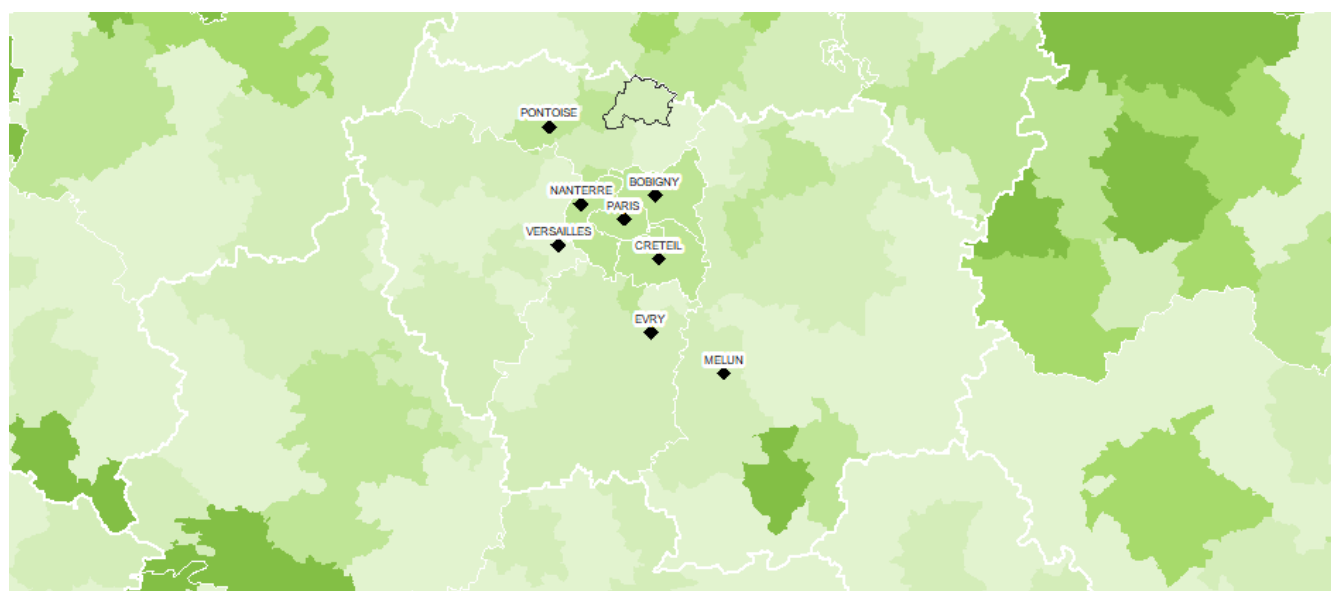 PONTOISE
BOBIGNY
NANTERRE
PARIS
VERSAILLES
CRETEIL
EVRY
MELUN